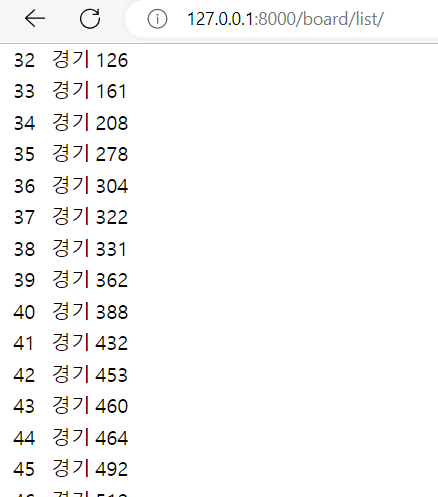 127.0.0.1:8000/board/list/
32 경기 126
33 경기 161
34 경기 208
35 경기 278
36 경기 304
37 경기 322
38 경기 331
39 경기 362
40 경기 388
41 경기 432
42 경기 453
43 경기 460
44 경기 464
45 경기 492